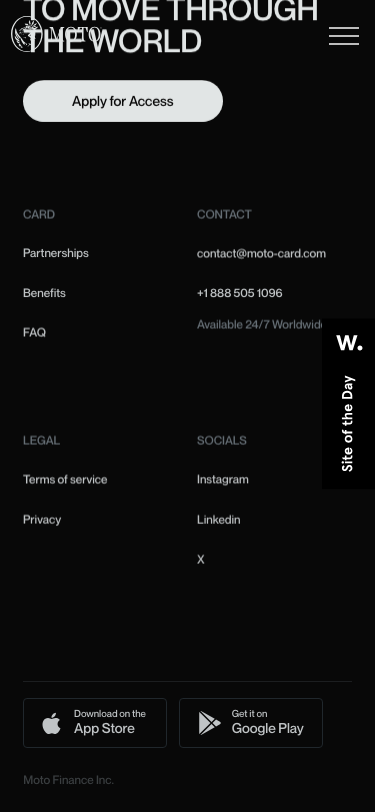 TO MOVE THROUGH
MOTO
THE WORLD
Apply for Access
CARD
Partnerships
Benefits
FAQ
CONTACT
contact@moto-card.com
+1 888 505 1096
Available 24/7 Worldwide
W.
Site of the Day
LEGAL
Terms of service
Privacy
SOCIALS
Instagram
Linkedin
X
Download on the
App Store
Get it on
Google Play
Moto Finance Inc.